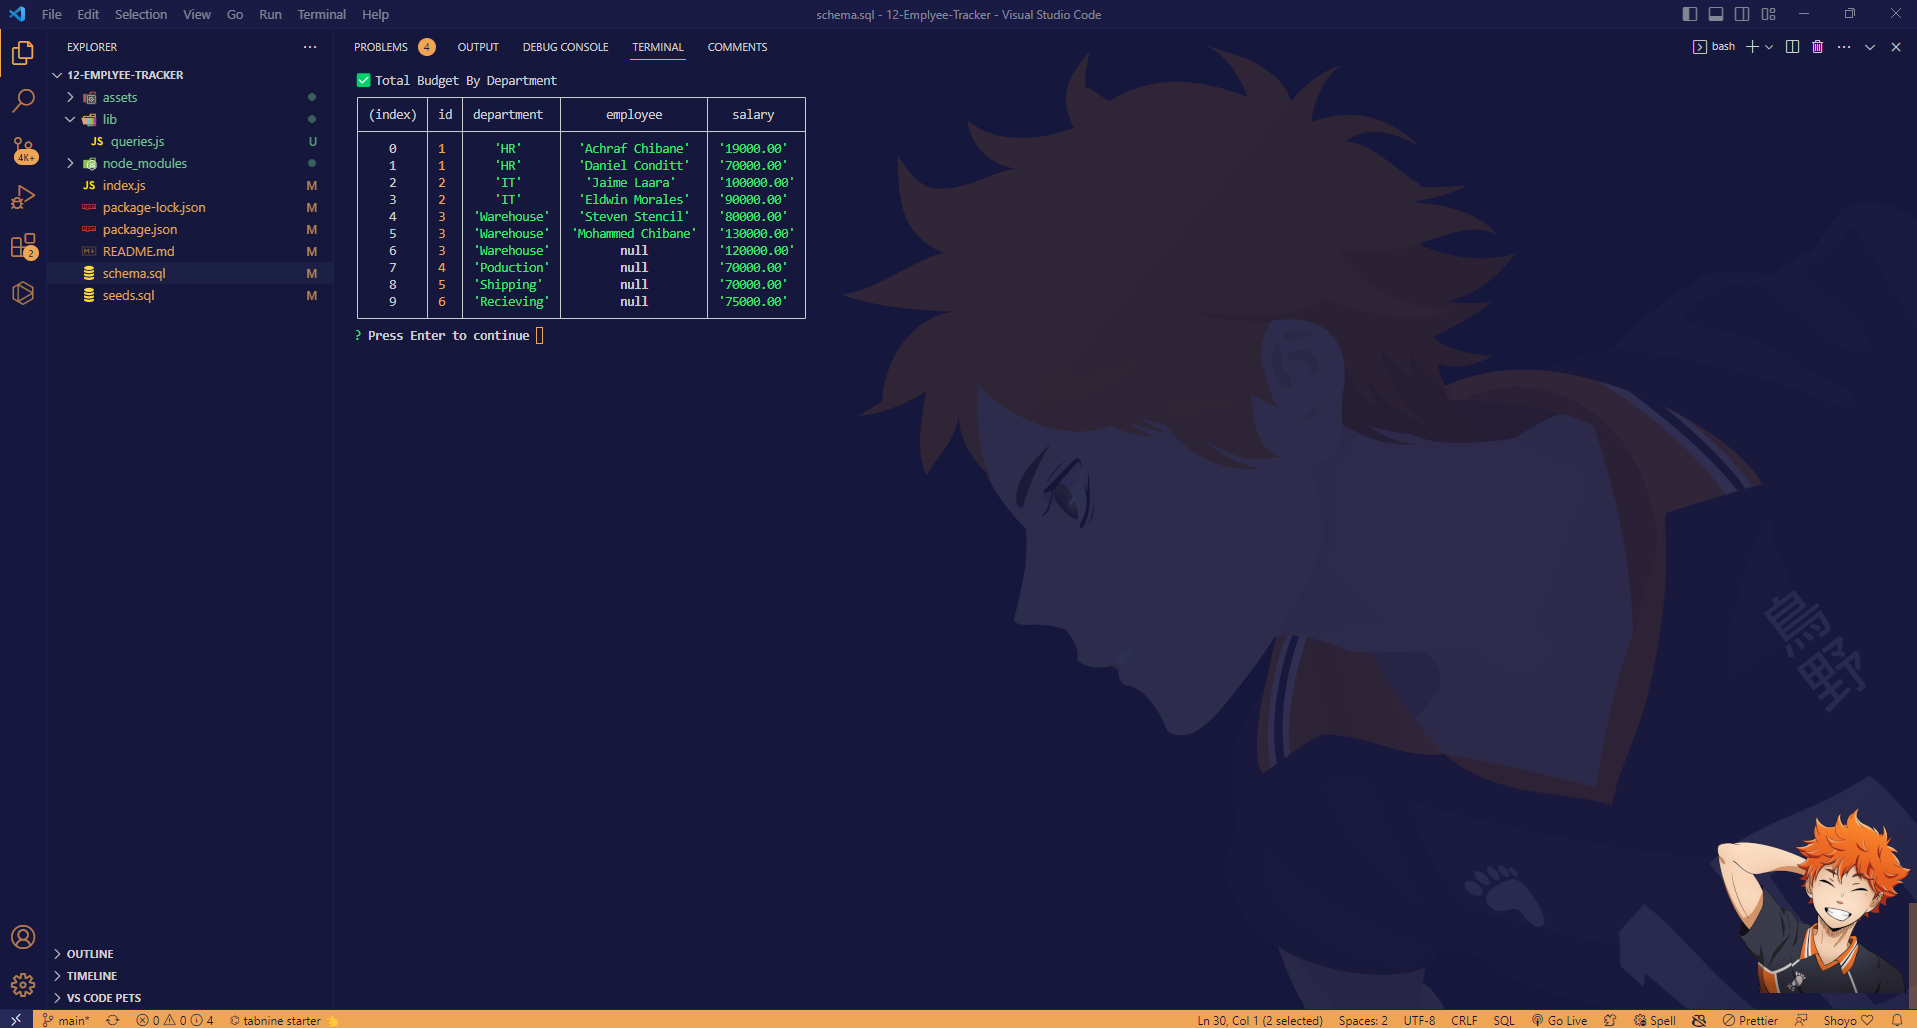 File Edit Selection View Go Run Terminal Help
schema.sql - 12-Emplyee-Tracker - Visual Studio Code
EXPLORER
12-EMPLYEE-TRACKER
assets
lib
JS queries.js U
node_modules
JS index.js M
package-lock.json M
package.json M
README.md M
schema.sql M
seeds.sql M
4K+
2
OUTLINE
TIMELINE
VS CODE PETS
PROBLEMS 4 OUTPUT DEBUG CONSOLE TERMINAL COMMENTS
bash
Total Budget By Department
(index) id department employee salary
0 1 'HR' 'Achraf Chibane' '19000.00'
1 1 'HR' 'Daniel Conditt' '70000.00'
2 2 'IT' 'Jaime Laara' '100000.00'
3 2 'IT' 'Eldwin Morales' '90000.00'
4 3 'Warehouse' 'Steven Stencil' '80000.00'
5 3 'Warehouse' 'Mohammed Chibane' '130000.00'
6 3 'Warehouse' null '120000.00'
7 4 'Poduction' null '70000.00'
8 5 'Shipping' null '70000.00'
9 6 'Recieving' null '75000.00'
? Press Enter to continue
烏野
main* 0 0 4 tabnine starter
Ln 30, Col 1 (2 selected) Spaces: 2 UTF-8 CRLF SQL Go Live Spell Prettier Shoyo